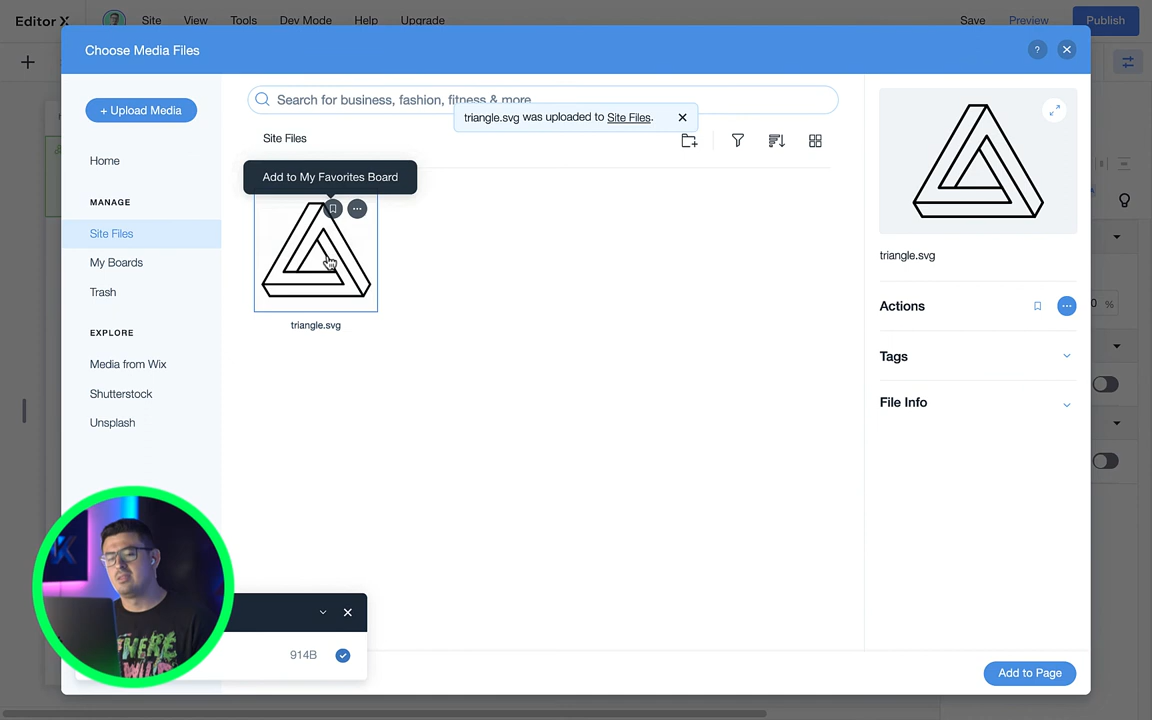 Editor X
Site
View
Tools
Dev Mode
Help
Upgrade
Save
Preview
Publish
Choose Media Files
?
+ Upload Media
Search for business, fashion, fitness & more
triangle.svg was uploaded to Site Files.
Site Files
Home
Add to My Favorites Board
MANAGE
Site Files
My Boards
Trash
EXPLORE
Media from Wix
Shutterstock
Unsplash
triangle.svg
triangle.svg
Actions
Tags
File Info
0 %
914B
Add to Page